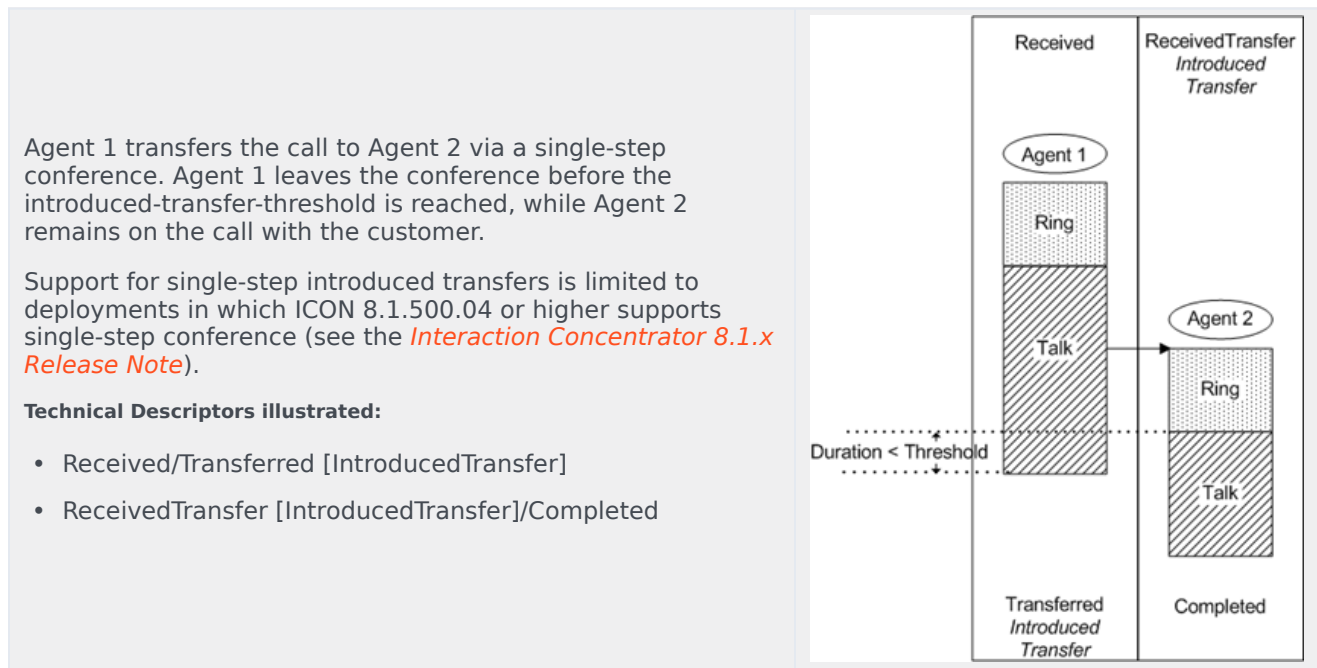 Agent 1 transfers the call to Agent 2 via a single-step
conference. Agent 1 leaves the conference before the
introduced-transfer-threshold is reached, while Agent 2
remains on the call with the customer.
Support for single-step introduced transfers is limited to
deployments in which ICON 8.1.500.04 or higher supports
single-step conference (see the Interaction Concentrator 8.1.x
Release Note).
Technical Descriptors illustrated:
• Received/Transferred [IntroducedTransfer]
• ReceivedTransfer [IntroducedTransfer]/Completed
Received
ReceivedTransfer
Introduced
Transfer
Agent 1
Ring
Talk
Agent 2
Ring
Duration < Threshold
Talk
Transferred
Introduced
Transfer
Completed